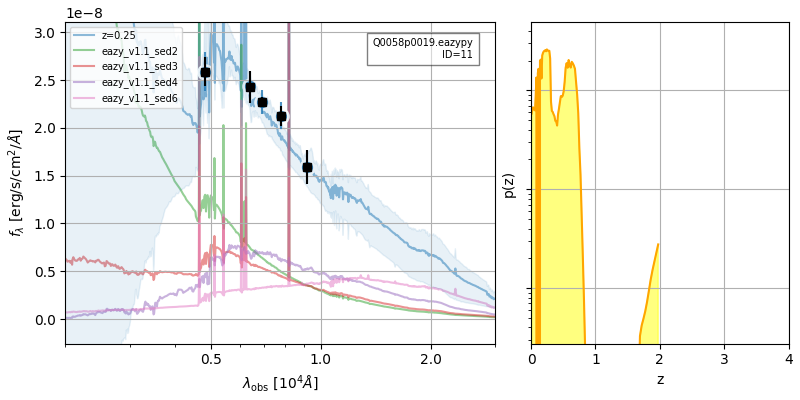 1e−8
z=0.25
eazy_v1.1_sed2
eazy_v1.1_sed3
eazy_v1.1_sed4
eazy_v1.1_sed6
Q0058p0019.eazypy
ID=11
3.0
2.5
2.0
1.5
1.0
0.5
0.0
f_λ [erg/s/cm²/Å]
0.5
1.0
2.0
λ_obs [10⁴Å]
p(z)
0
1
2
3
4
z